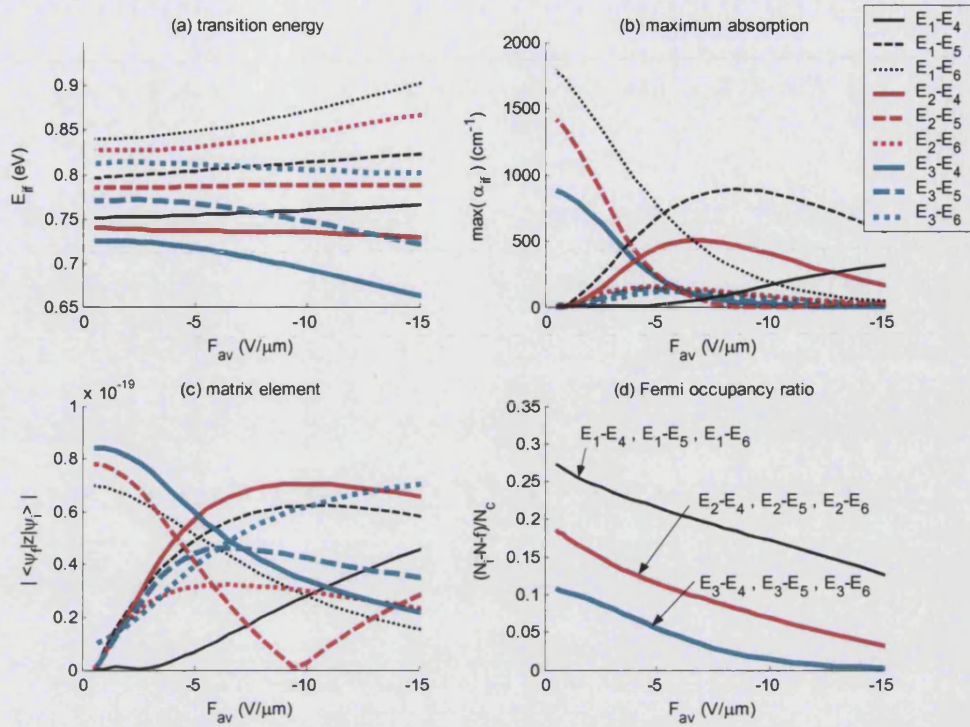 (a) transition energy
0.9
0.85
0.8
0.75
0.7
0.65
E_if (eV)
0 -5 -10 -15
F_av (V/μm)
(b) maximum absorption
2000
1500
1000
500
0
max( α_if ) (cm⁻¹)
0 -5 -10 -15
F_av (V/μm)
E₁-E₄
E₁-E₅
E₁-E₆
E₂-E₄
E₂-E₅
E₂-E₆
E₃-E₄
E₃-E₅
E₃-E₆
x 10⁻¹⁹
(c) matrix element
1
0.8
0.6
0.4
0.2
0
| <ψ_f|z|ψ_i> |
0 -5 -10 -15
F_av (V/μm)
(d) Fermi occupancy ratio
0.35
0.3
0.25
0.2
0.15
0.1
0.05
0
(N_i-N-f)/N_c
E₁-E₄ , E₁-E₅ , E₁-E₆
E₂-E₄ , E₂-E₅ , E₂-E₆
E₃-E₄ , E₃-E₅ , E₃-E₆
0 -5 -10 -15
F_av (V/μm)